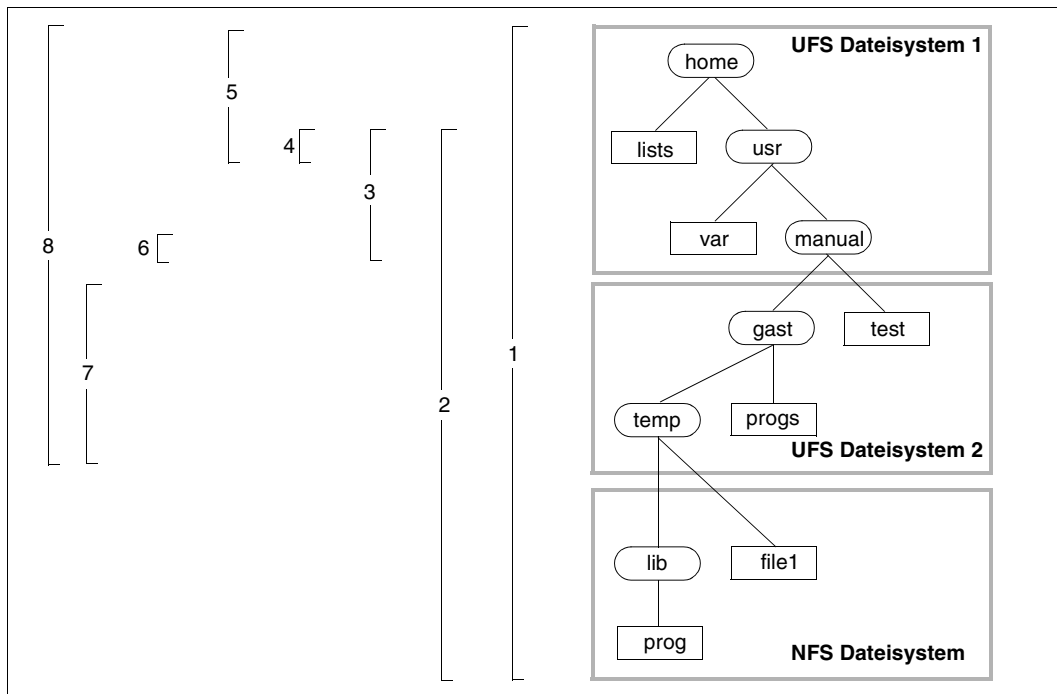 UFS Dateisystem 1
home
5
4
lists
usr
3
8
6
var
manual
gast
test
7
1
2
temp
progs
UFS Dateisystem 2
lib
file1
prog
NFS Dateisystem